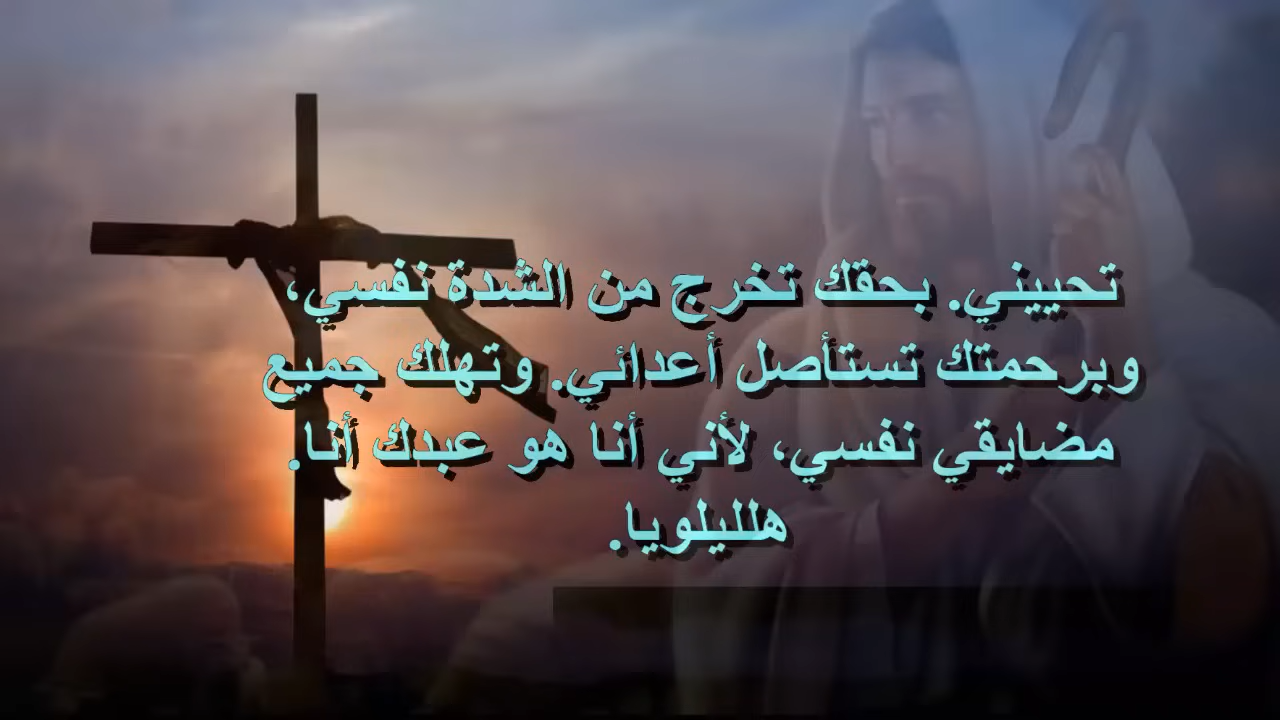 تحييني. بحقك تخرج من الشدة نفسي،
وبرحمتك تستأصل أعدائي. وتهلك جميع
مضايقي نفسي، لأني أنا هو عبدك أنا.
هلليلويا.